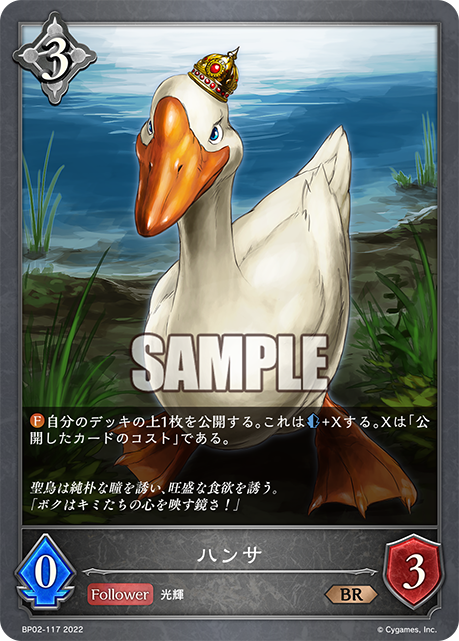 3
SAMPLE
F自分のデッキの上1枚を公開する。これは+Xする。Xは「公
開したカードのコスト」である。
聖鳥は純朴な瞳を誘い、旺盛な食欲を誘う。
「ボクはキミたちの心を映す鏡さ！」
ハンサ
0
Follower 光輝
BR
3
BP02-117 2022
© Cygames, Inc.